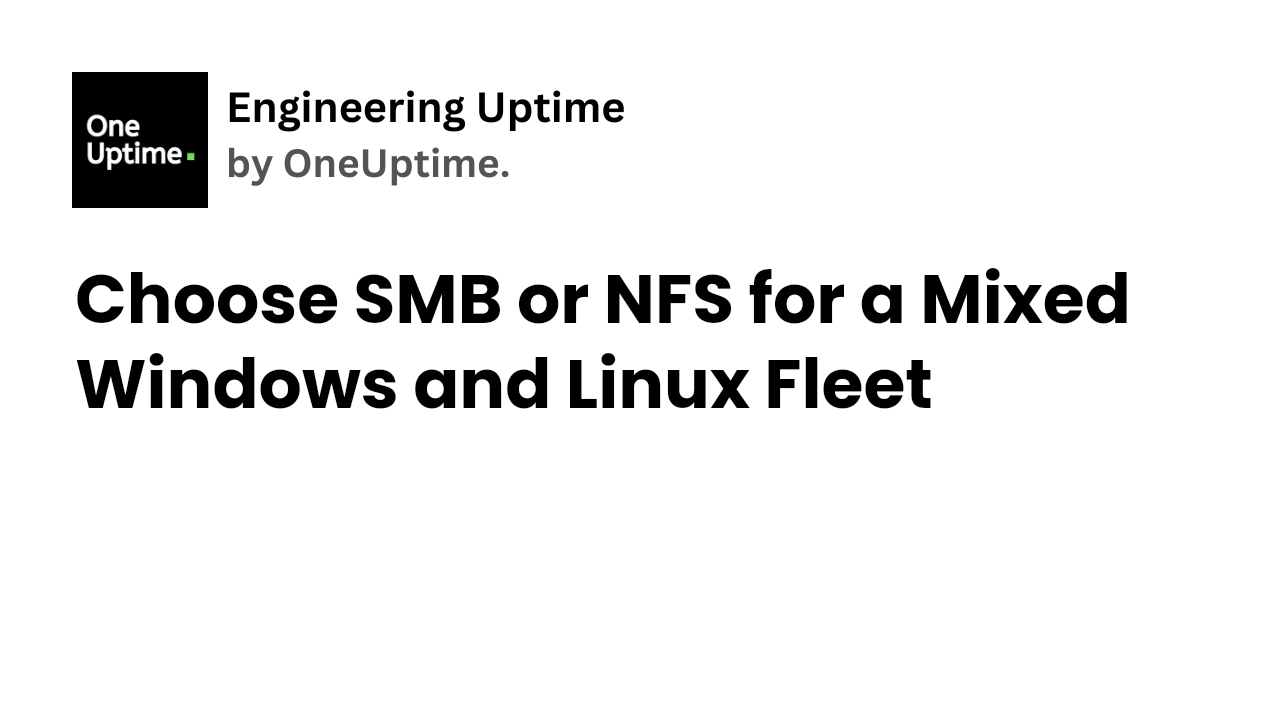 One
Uptime.
Engineering Uptime
by OneUptime.
Choose SMB or NFS for a Mixed
Windows and Linux Fleet